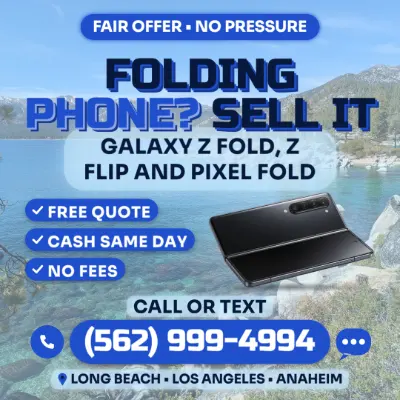 FAIR OFFER • NO PRESSURE
FOLDING
PHONE? SELL IT
GALAXY Z FOLD, Z
FLIP AND PIXEL FOLD
FREE QUOTE
CASH SAME DAY
NO FEES
CALL OR TEXT
(562) 999-4994
LONG BEACH • LOS ANGELES • ANAHEIM